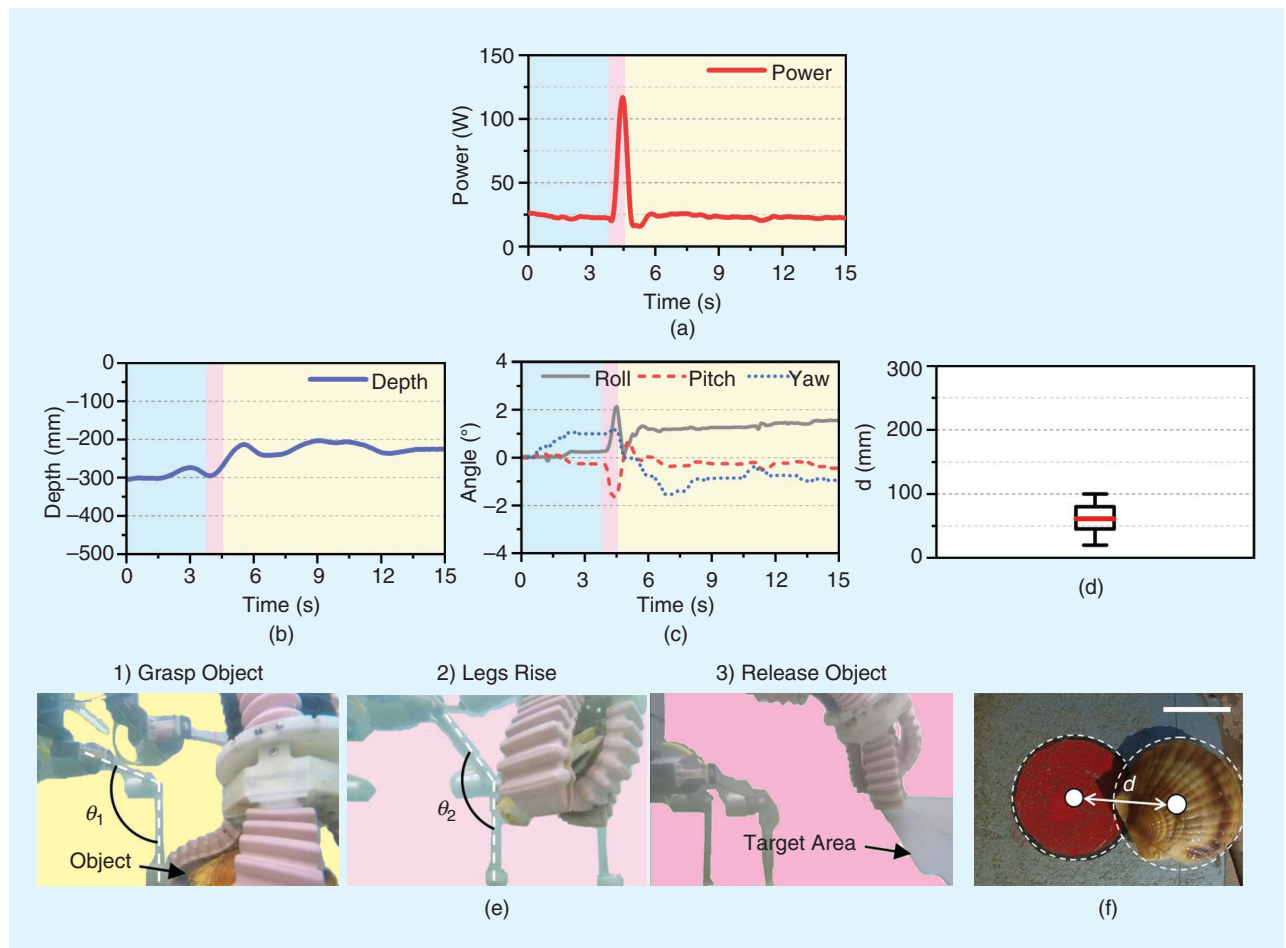 150
100
50
0
Power (W)
Power
0 3 6 9 12 15
Time (s)
(a)
0
−100
−200
−300
−400
−500
Depth (mm)
Depth
0 3 6 9 12 15
Time (s)
(b)
4
2
0
−2
−4
Angle (°)
Roll Pitch Yaw
0 3 6 9 12 15
Time (s)
(c)
300
200
100
0
d (mm)
(d)
1) Grasp Object
2) Legs Rise
3) Release Object
θ1
Object
θ2
Target Area
(e)
d
(f)